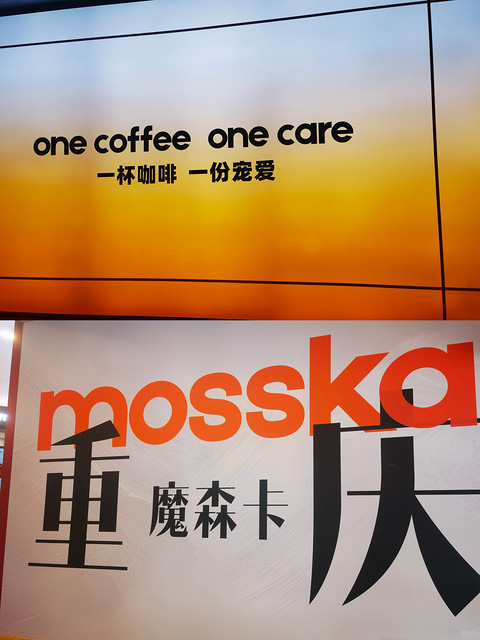 one coffee one care
一杯咖啡 一份宠爱
mosska
重庆
魔森卡